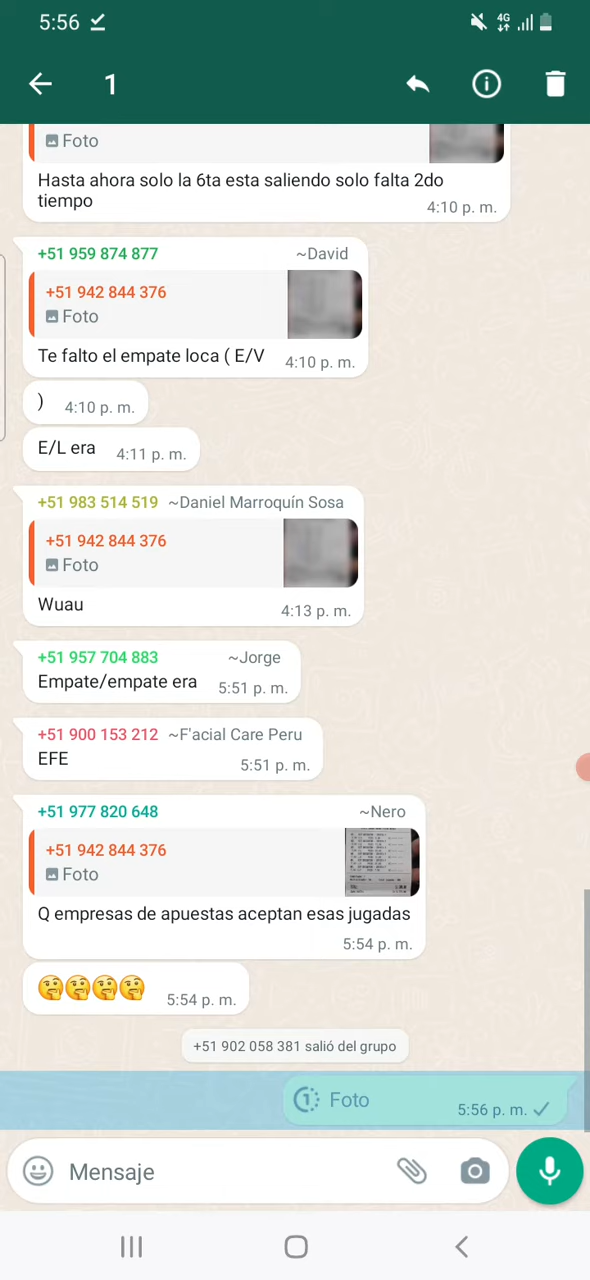 5:56
4G
1
Foto
Hasta ahora solo la 6ta esta saliendo solo falta 2do
tiempo
4:10 p. m.
+51 959 874 877 ~David
+51 942 844 376
Foto
Te falto el empate loca ( E/V
4:10 p. m.
)
4:10 p. m.
E/L era
4:11 p. m.
+51 983 514 519 ~Daniel Marroquín Sosa
+51 942 844 376
Foto
Wuau
4:13 p. m.
+51 957 704 883 ~Jorge
Empate/empate era
5:51 p. m.
+51 900 153 212 ~F'acial Care Peru
EFE
5:51 p. m.
+51 977 820 648 ~Nero
+51 942 844 376
Foto
Q empresas de apuestas aceptan esas jugadas
5:54 p. m.
🤔🤔🤔🤔
5:54 p. m.
+51 902 058 381 salió del grupo
1 Foto
5:56 p. m.
Mensaje